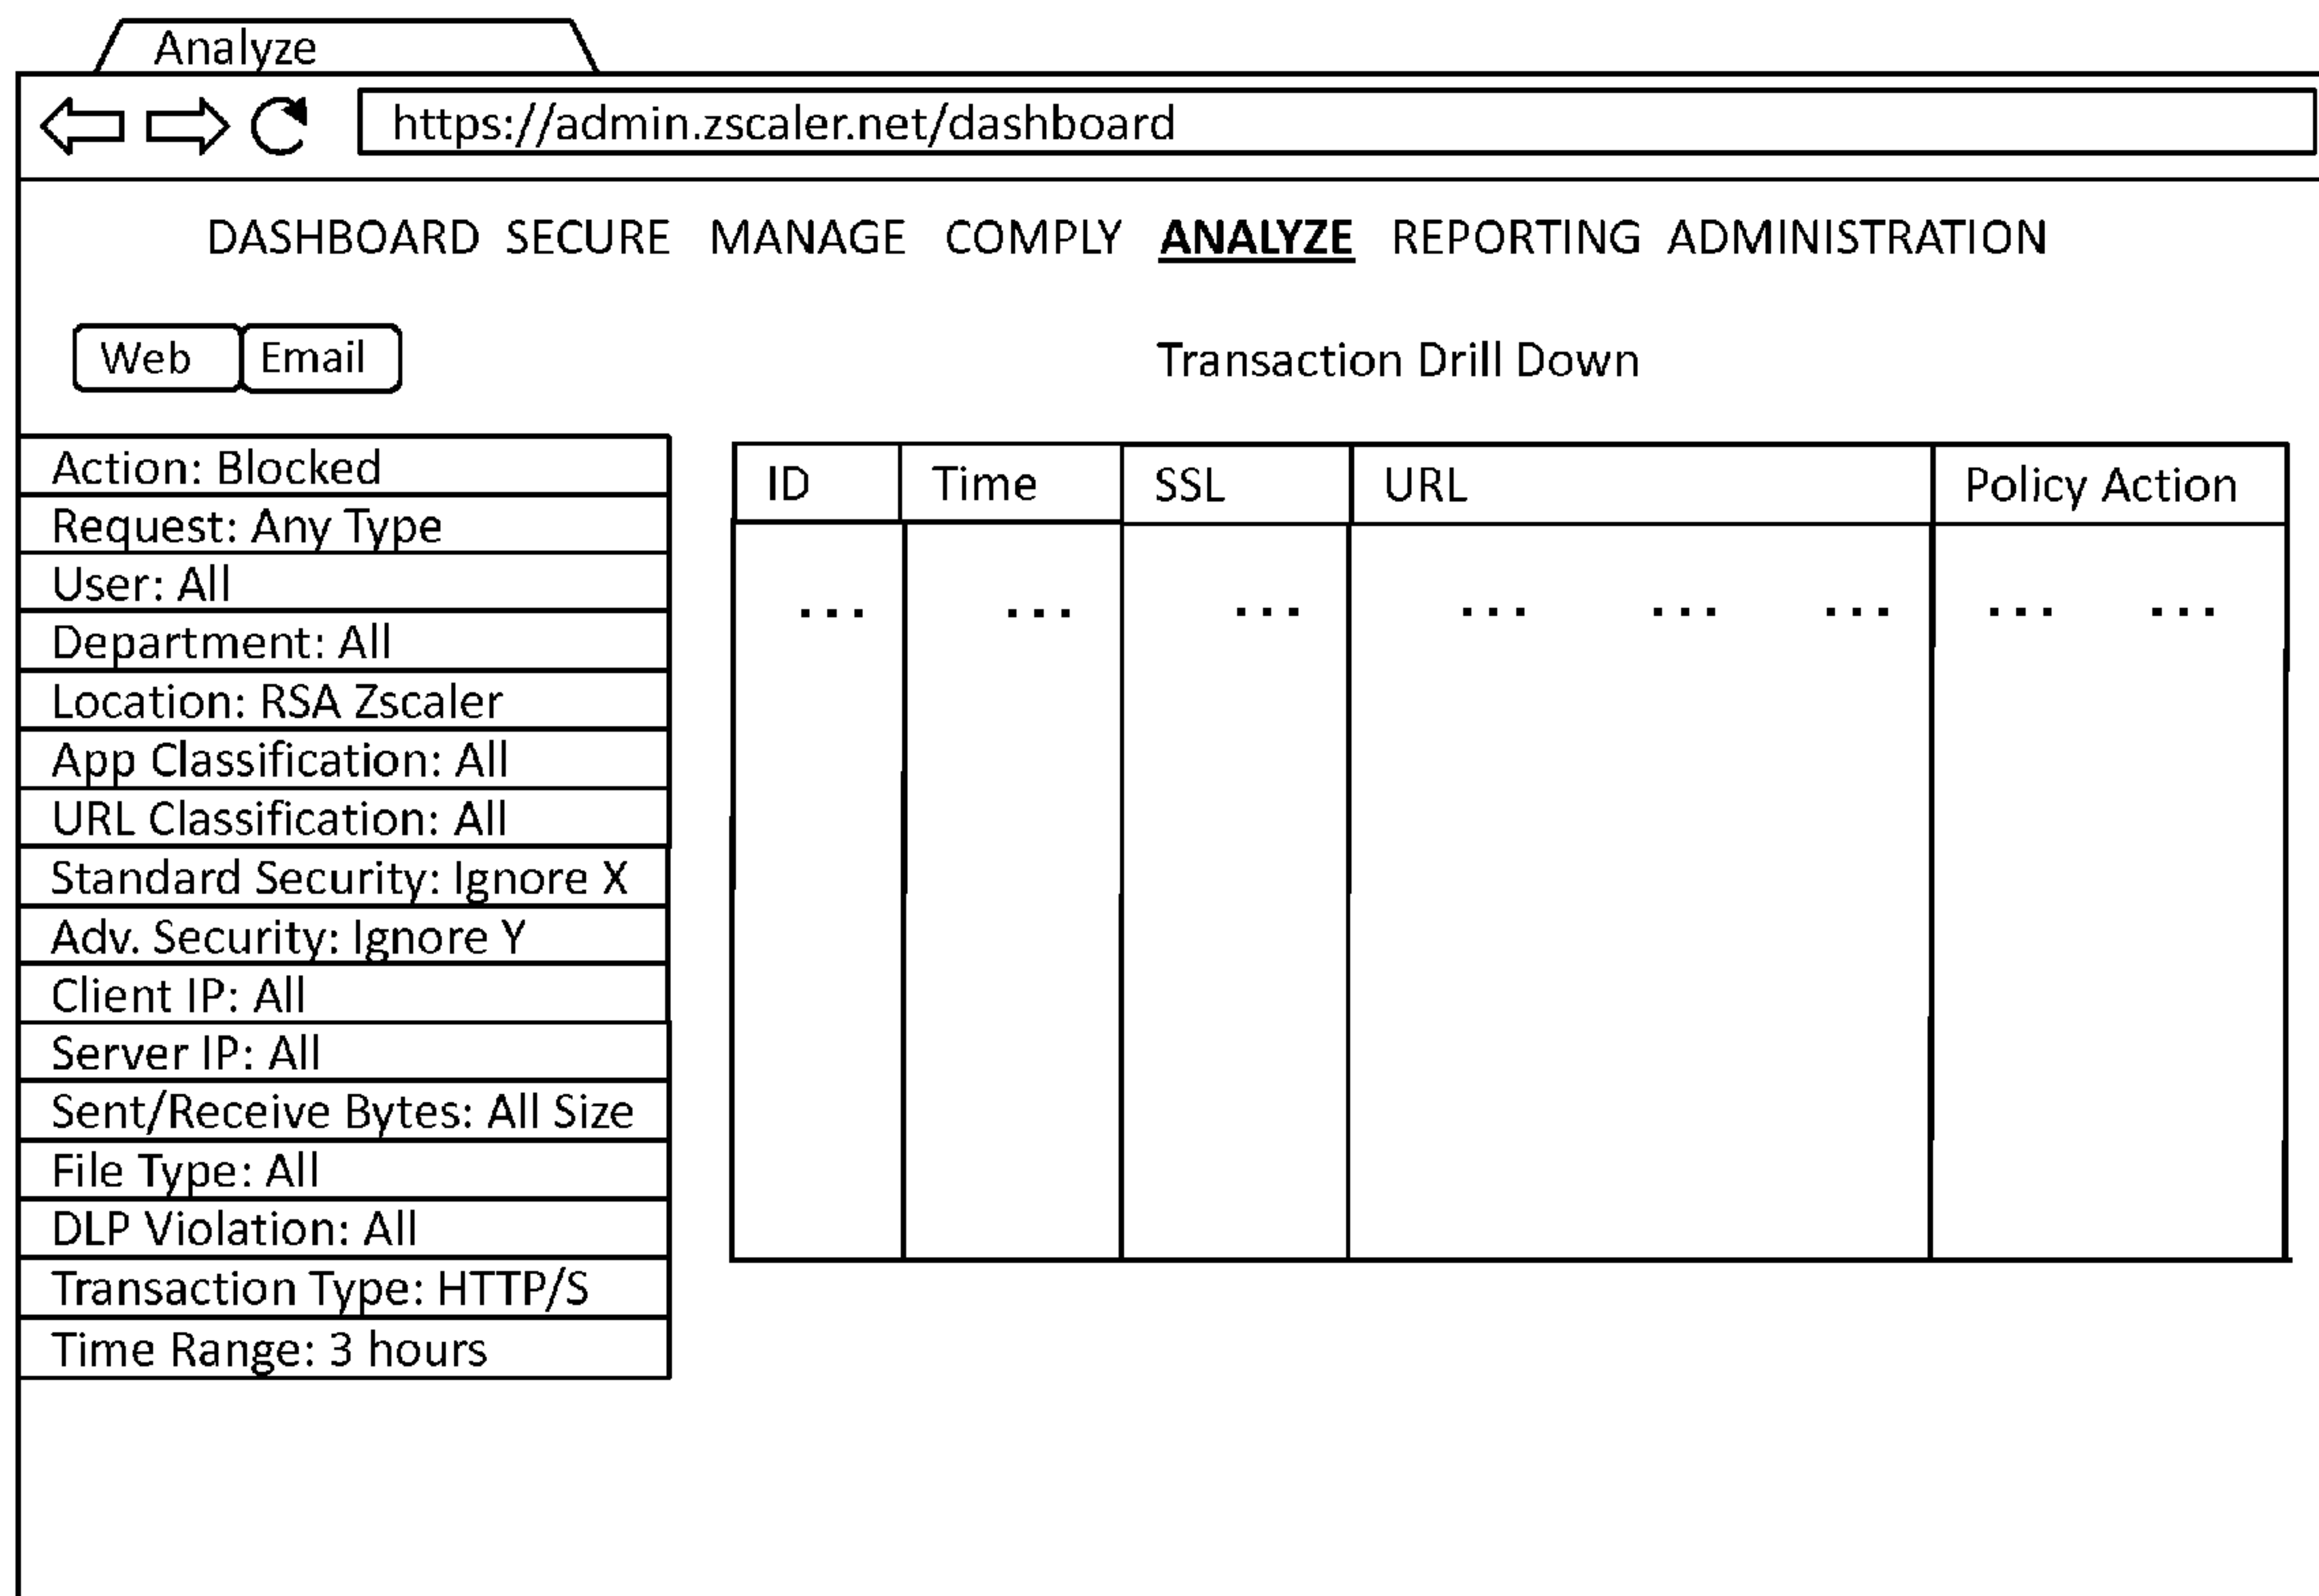 Analyze
https://admin.zscaler.net/dashboard
DASHBOARD SECURE MANAGE COMPLY ANALYZE REPORTING ADMINISTRATION
Web Email Transaction Drill Down
Action: Blocked
Request: Any Type
User: All
Department: All
Location: RSA Zscaler
App Classification: All
URL Classification: All
Standard Security: Ignore X
Adv. Security: Ignore Y
Client IP: All
Server IP: All
Sent/Receive Bytes: All Size
File Type: All
DLP Violation: All
Transaction Type: HTTP/S
Time Range: 3 hours
ID Time SSL URL Policy Action
... ... ... ... ... ... ... ...